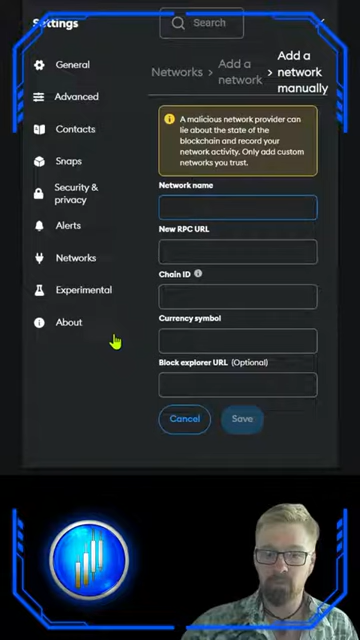 Settings
Search
General
Advanced
Contacts
Snaps
Security &
privacy
Alerts
Networks
Experimental
About
Networks > Add a network > Add a network manually
A malicious network provider can
lie about the state of the
blockchain and record your
network activity. Only add custom
networks you trust.
Network name
New RPC URL
Chain ID
Currency symbol
Block explorer URL (Optional)
Cancel
Save